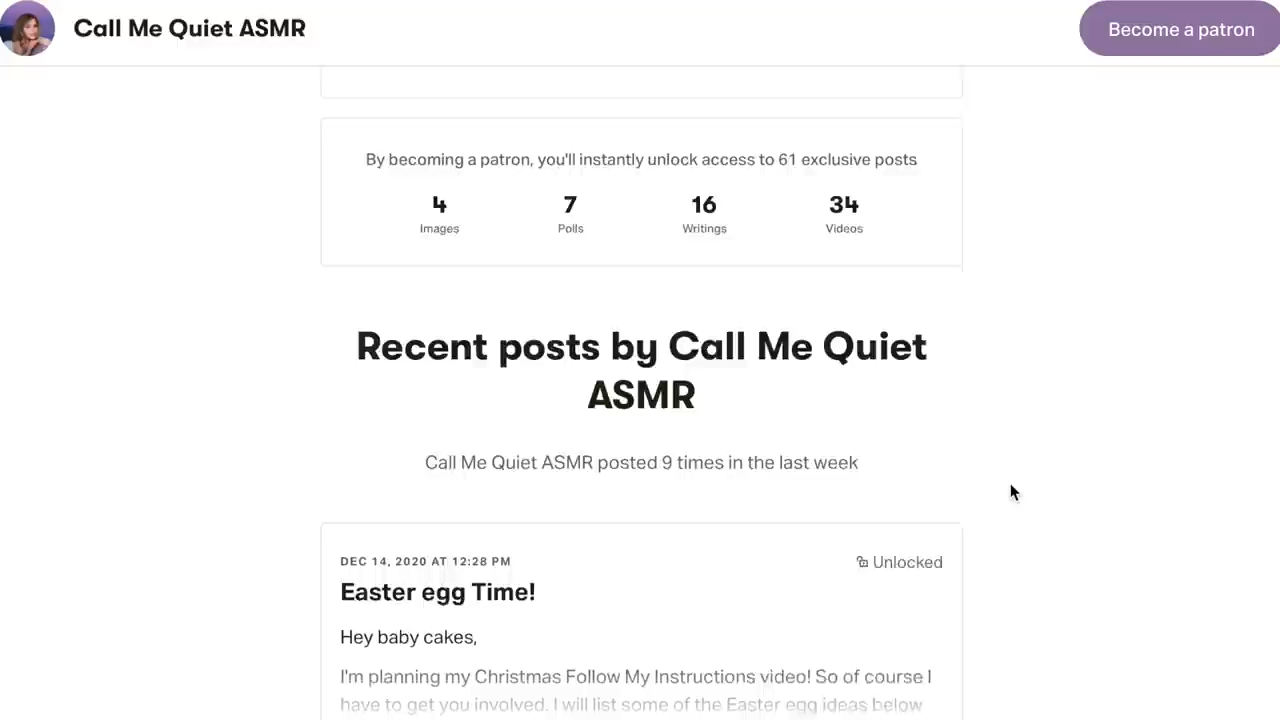 Call Me Quiet ASMR
Become a patron
By becoming a patron, you'll instantly unlock access to 61 exclusive posts
4
7
16
34
Images
Polls
Writings
Videos
Recent posts by Call Me Quiet
ASMR
Call Me Quiet ASMR posted 9 times in the last week
DEC 14, 2020 AT 12:28 PM
Unlocked
Easter egg Time!
Hey baby cakes,
I'm planning my Christmas Follow My Instructions video! So of course I
have to get you involved. I will list some of the Easter egg ideas below